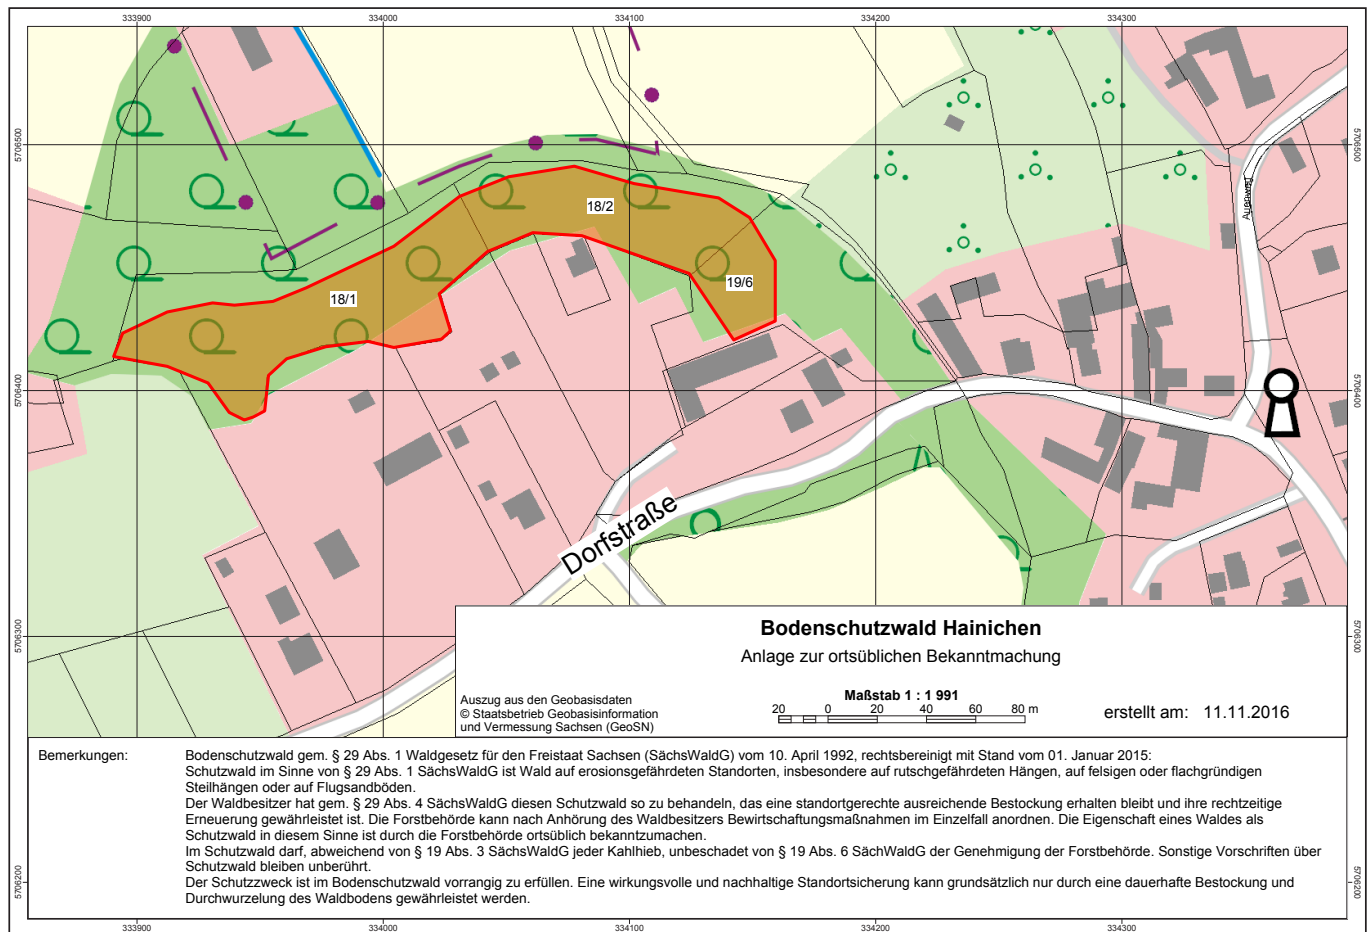 333900 334000 334100 334200 334300
5706500 5706500
Auenweg
18/2
19/6
18/1
5706400 5706400
Dorfstraße
5706300 5706300
Bodenschutzwald Hainichen
Anlage zur ortsüblichen Bekanntmachung
Auszug aus den Geobasisdaten
© Staatsbetrieb Geobasisinformation
und Vermessung Sachsen (GeoSN)
Maßstab 1 : 1 991
20 0 20 40 60 80 m
erstellt am: 11.11.2016
Bemerkungen: Bodenschutzwald gem. § 29 Abs. 1 Waldgesetz für den Freistaat Sachsen (SächsWaldG) vom 10. April 1992, rechtsbereinigt mit Stand vom 01. Januar 2015:
Schutzwald im Sinne von § 29 Abs. 1 SächsWaldG ist Wald auf erosionsgefährdeten Standorten, insbesondere auf rutschgefährdeten Hängen, auf felsigen oder flachgründigen
Steilhängen oder auf Flugsandböden.
Der Waldbesitzer hat gem. § 29 Abs. 4 SächsWaldG diesen Schutzwald so zu behandeln, das eine standortgerechte ausreichende Bestockung erhalten bleibt und ihre rechtzeitige
Erneuerung gewährleistet ist. Die Forstbehörde kann nach Anhörung des Waldbesitzers Bewirtschaftungsmaßnahmen im Einzelfall anordnen. Die Eigenschaft eines Waldes als
Schutzwald in diesem Sinne ist durch die Forstbehörde ortsüblich bekanntzumachen.
Im Schutzwald darf, abweichend von § 19 Abs. 3 SächsWaldG jeder Kahlhieb, unbeschadet von § 19 Abs. 6 SächWaldG der Genehmigung der Forstbehörde. Sonstige Vorschriften über
Schutzwald bleiben unberührt.
Der Schutzzweck ist im Bodenschutzwald vorrangig zu erfüllen. Eine wirkungsvolle und nachhaltige Standortsicherung kann grundsätzlich nur durch eine dauerhafte Bestockung und
Durchwurzelung des Waldbodens gewährleistet werden.
5706200 5706200
333900 334000 334100 334200 334300